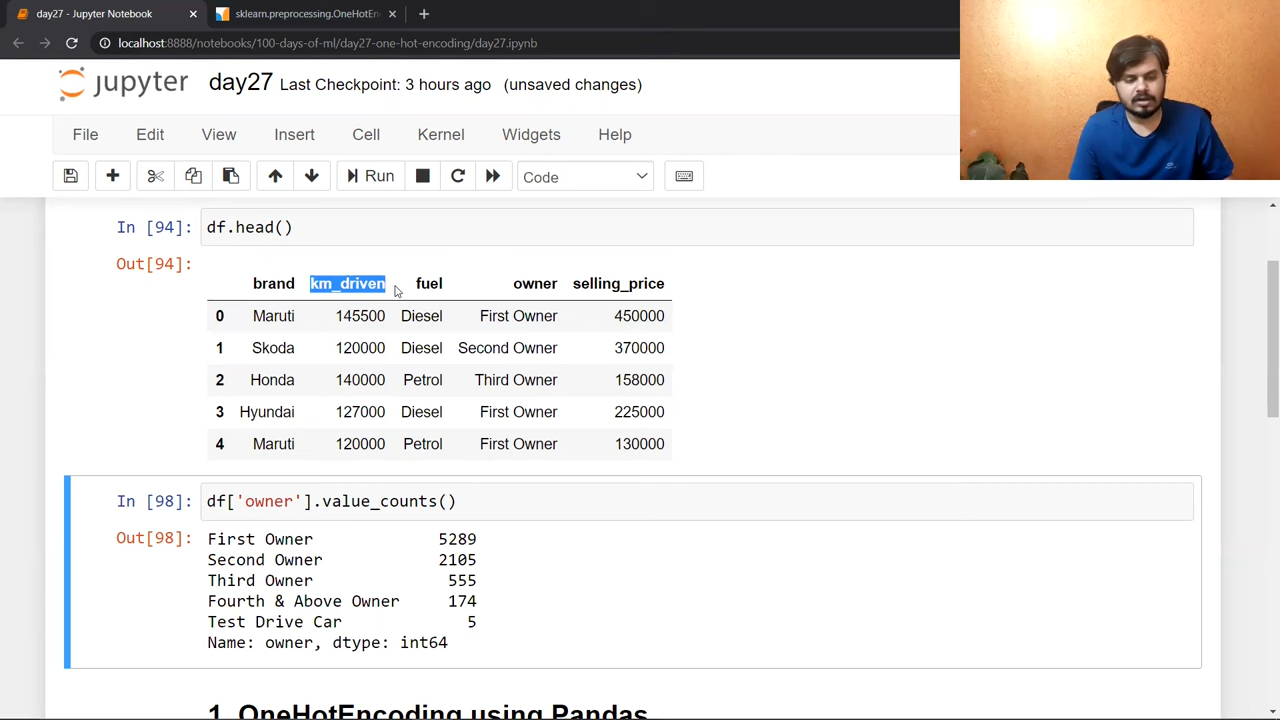 day27 - Jupyter Notebook
sklearn.preprocessing.OneHotEn
localhost:8888/notebooks/100-days-of-ml/day27-one-hot-encoding/day27.ipynb
jupyter day27 Last Checkpoint: 3 hours ago (unsaved changes)
File Edit View Insert Cell Kernel Widgets Help
Run Code
In [94]: df.head()
Out[94]:
brand km_driven fuel owner selling_price
0 Maruti 145500 Diesel First Owner 450000
1 Skoda 120000 Diesel Second Owner 370000
2 Honda 140000 Petrol Third Owner 158000
3 Hyundai 127000 Diesel First Owner 225000
4 Maruti 120000 Petrol First Owner 130000
In [98]: df['owner'].value_counts()
Out[98]: First Owner 5289
Second Owner 2105
Third Owner 555
Fourth & Above Owner 174
Test Drive Car 5
Name: owner, dtype: int64
1. OneHotEncoding using Pandas